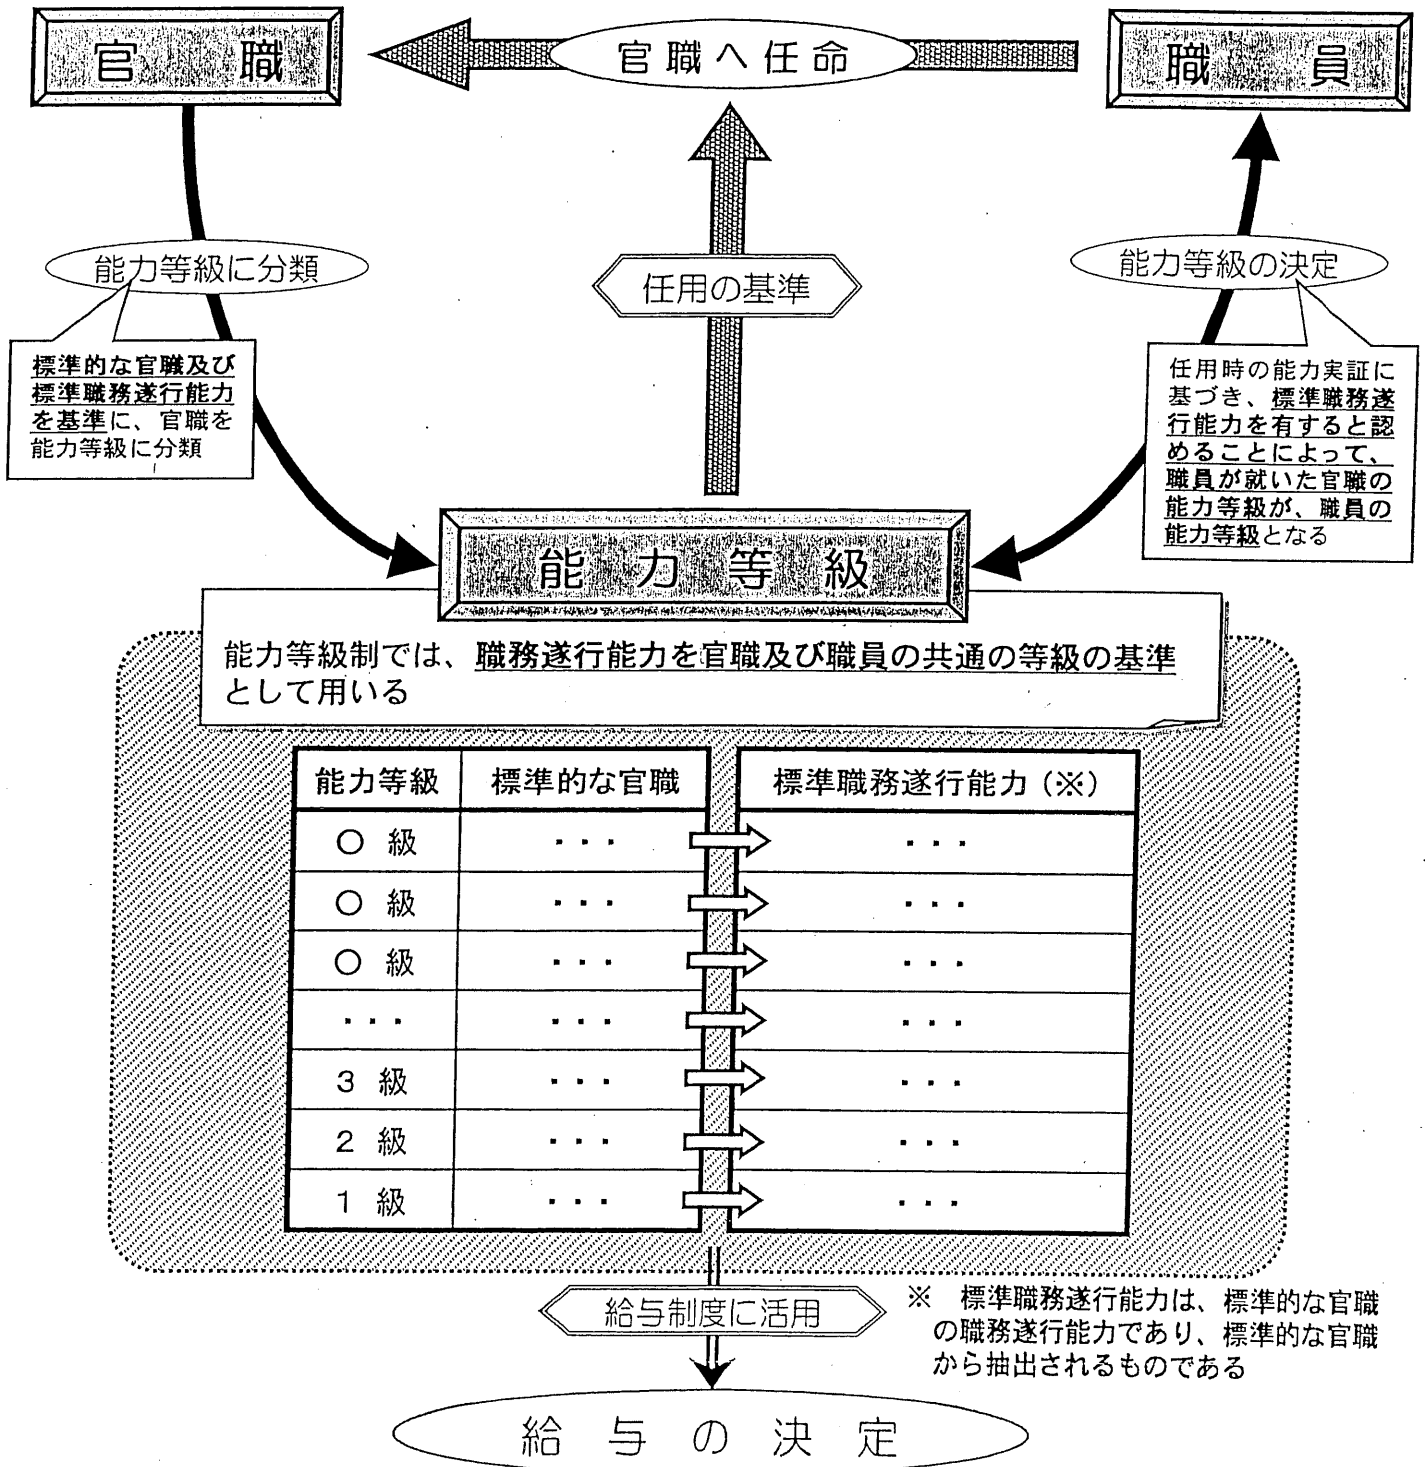 官職
官職へ任命
職員
能力等級に分類
任用の基準
能力等級の決定
標準的な官職及び
標準職務遂行能力
を基準に、官職を
能力等級に分類
任用時の能力実証に
基づき、標準職務遂
行能力を有すると認
めることによって、
職員が就いた官職の
能力等級が、職員の
能力等級となる
能力等級
能力等級制では、職務遂行能力を官職及び職員の共通の等級の基準
として用いる
能力等級 標準的な官職 標準職務遂行能力（※）
○級 ・・・ ・・・
○級 ・・・ ・・・
○級 ・・・ ・・・
・・・ ・・・ ・・・
3級 ・・・ ・・・
2級 ・・・ ・・・
1級 ・・・ ・・・
給与制度に活用
※ 標準職務遂行能力は、標準的な官職
の職務遂行能力であり、標準的な官職
から抽出されるものである
給与の決定